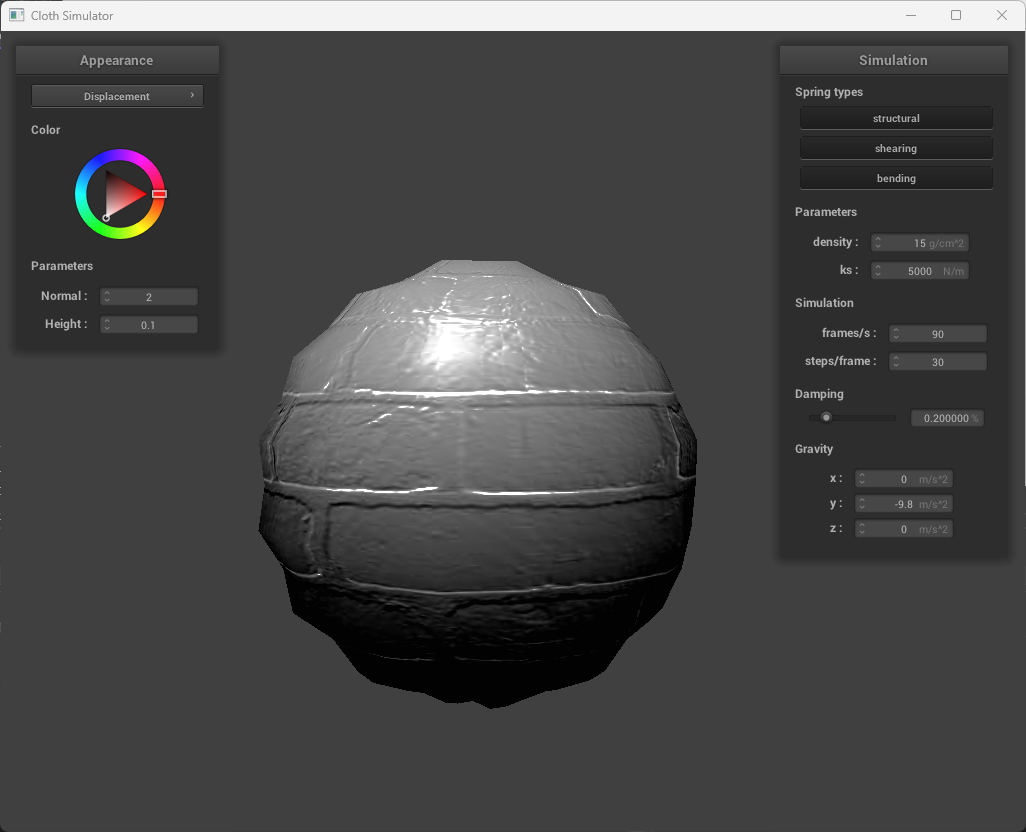 Cloth Simulator
Appearance
Displacement
Color
Parameters
Normal : 2
Height : 0.1
Simulation
Spring types
structural
shearing
bending
Parameters
density : 15 g/cm^2
ks : 5000 N/m
Simulation
frames/s : 90
steps/frame : 30
Damping
0.200000 %
Gravity
x : 0 m/s^2
y : -9.8 m/s^2
z : 0 m/s^2